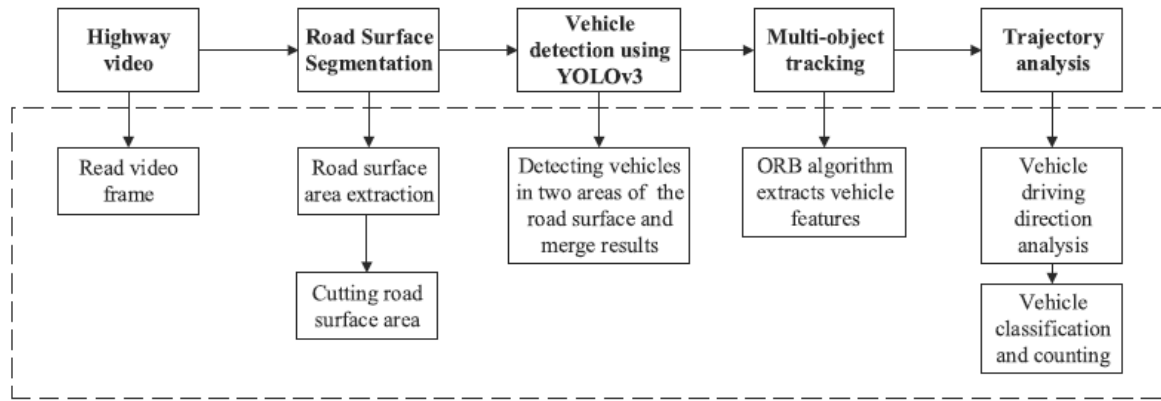 Highway
video
Road Surface
Segmentation
Vehicle
detection using
YOLOv3
Multi-object
tracking
Trajectory
analysis
Read video
frame
Road surface
area extraction
Cutting road
surface area
Detecting vehicles
in two areas of the
road surface and
merge results
ORB algorithm
extracts vehicle
features
Vehicle
driving
direction
analysis
Vehicle
classification
and counting